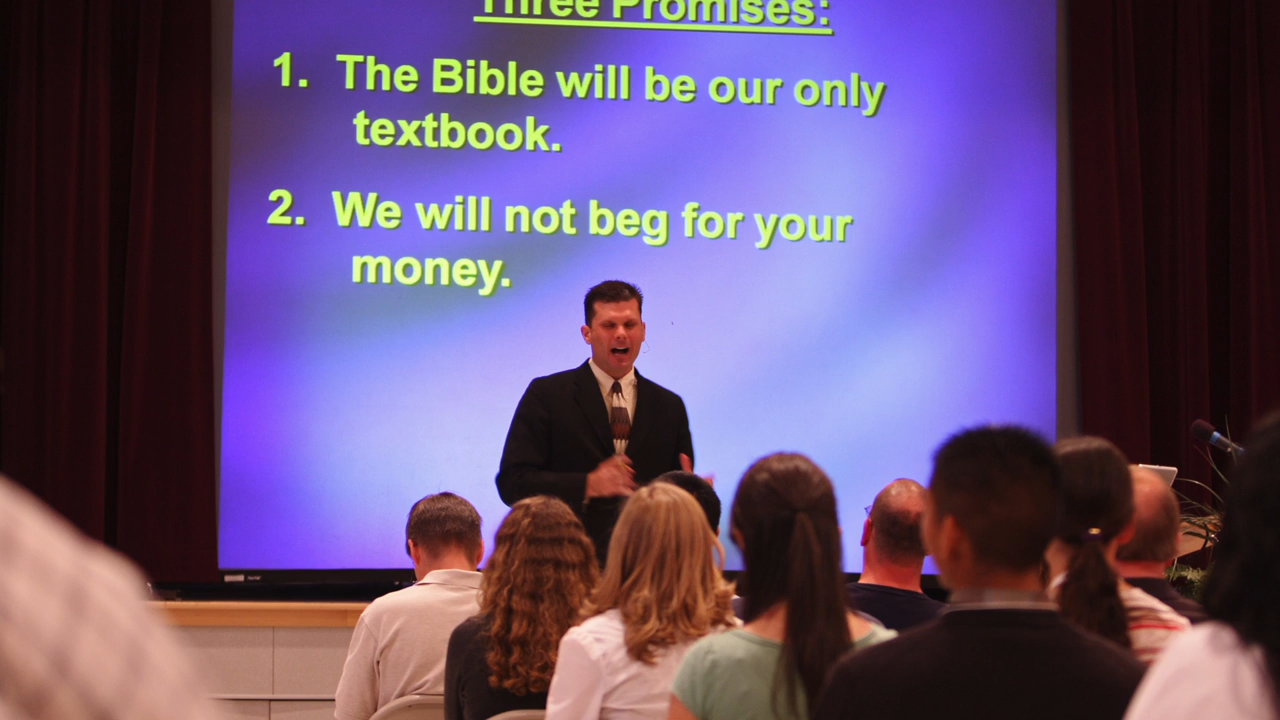 Three Promises:
1. The Bible will be our only
textbook.
2. We will not beg for your
money.